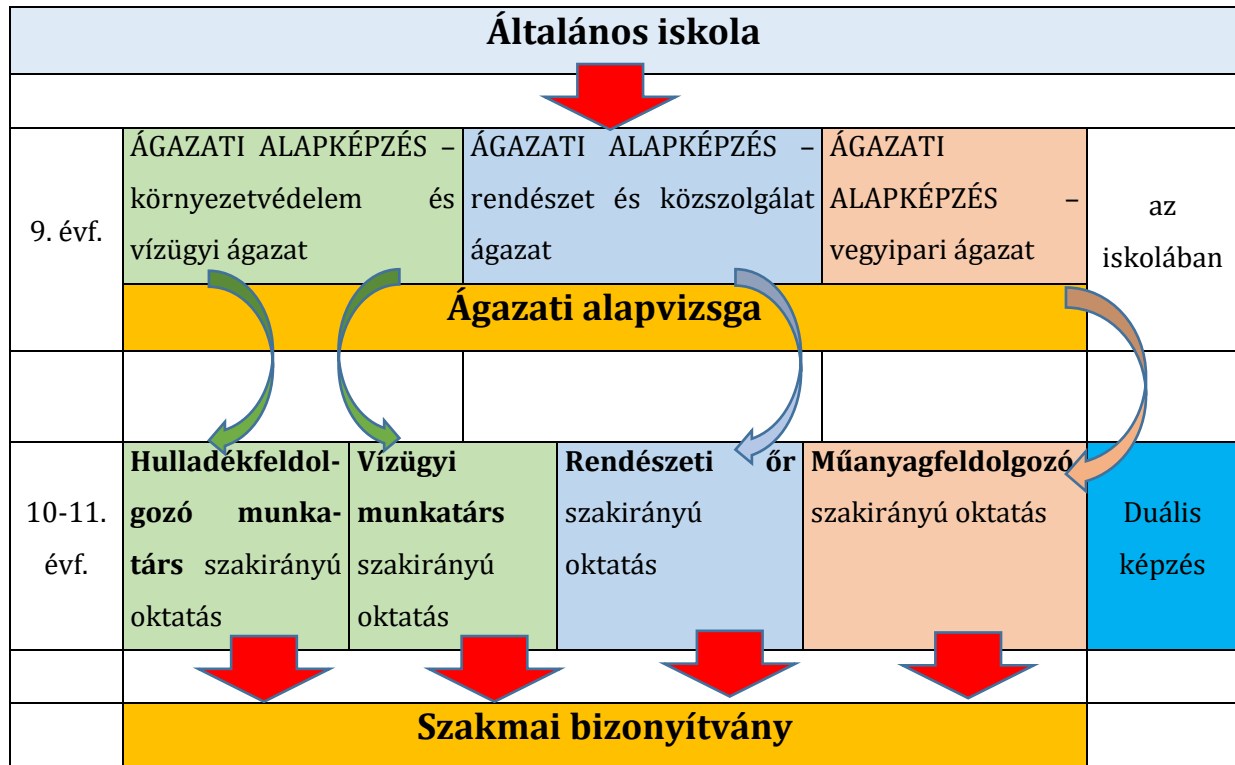 Általános iskola
9. évf.
ÁGAZATI ALAPKÉPZÉS –
környezetvédelem és
vízügyi ágazat
ÁGAZATI ALAPKÉPZÉS –
rendészet és közszolgálat
ágazat
ÁGAZATI
ALAPKÉPZÉS –
vegyipari ágazat
az
iskolában
Ágazati alapvizsga
10-11.
évf.
Hulladékfeldol-
gozó munka-
társ szakirányú
oktatás
Vízügyi
munkatárs
szakirányú
oktatás
Rendészeti őr
szakirányú
oktatás
Műanyagfeldolgozó
szakirányú oktatás
Duális
képzés
Szakmai bizonyítvány